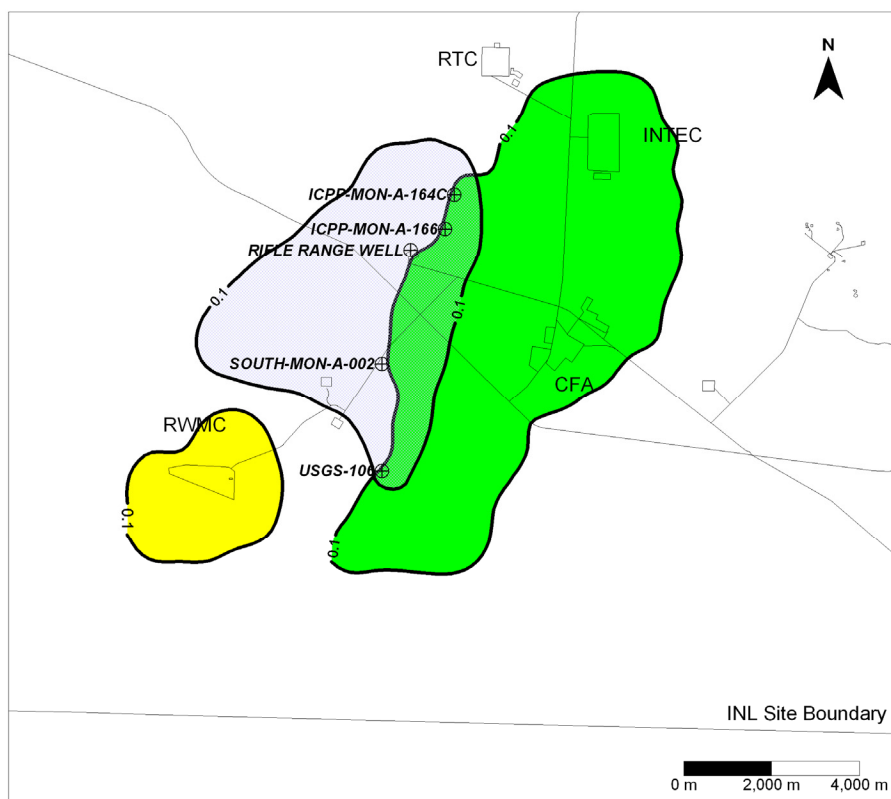 N
RTC
INTEC
0.1
ICPP-MON-A-164C
ICPP-MON-A-166
RIFLE RANGE WELL
0.1
0.1
SOUTH-MON-A-002
CFA
RWMC
USGS-106
0.1
0.1
INL Site Boundary
0 m 2,000 m 4,000 m